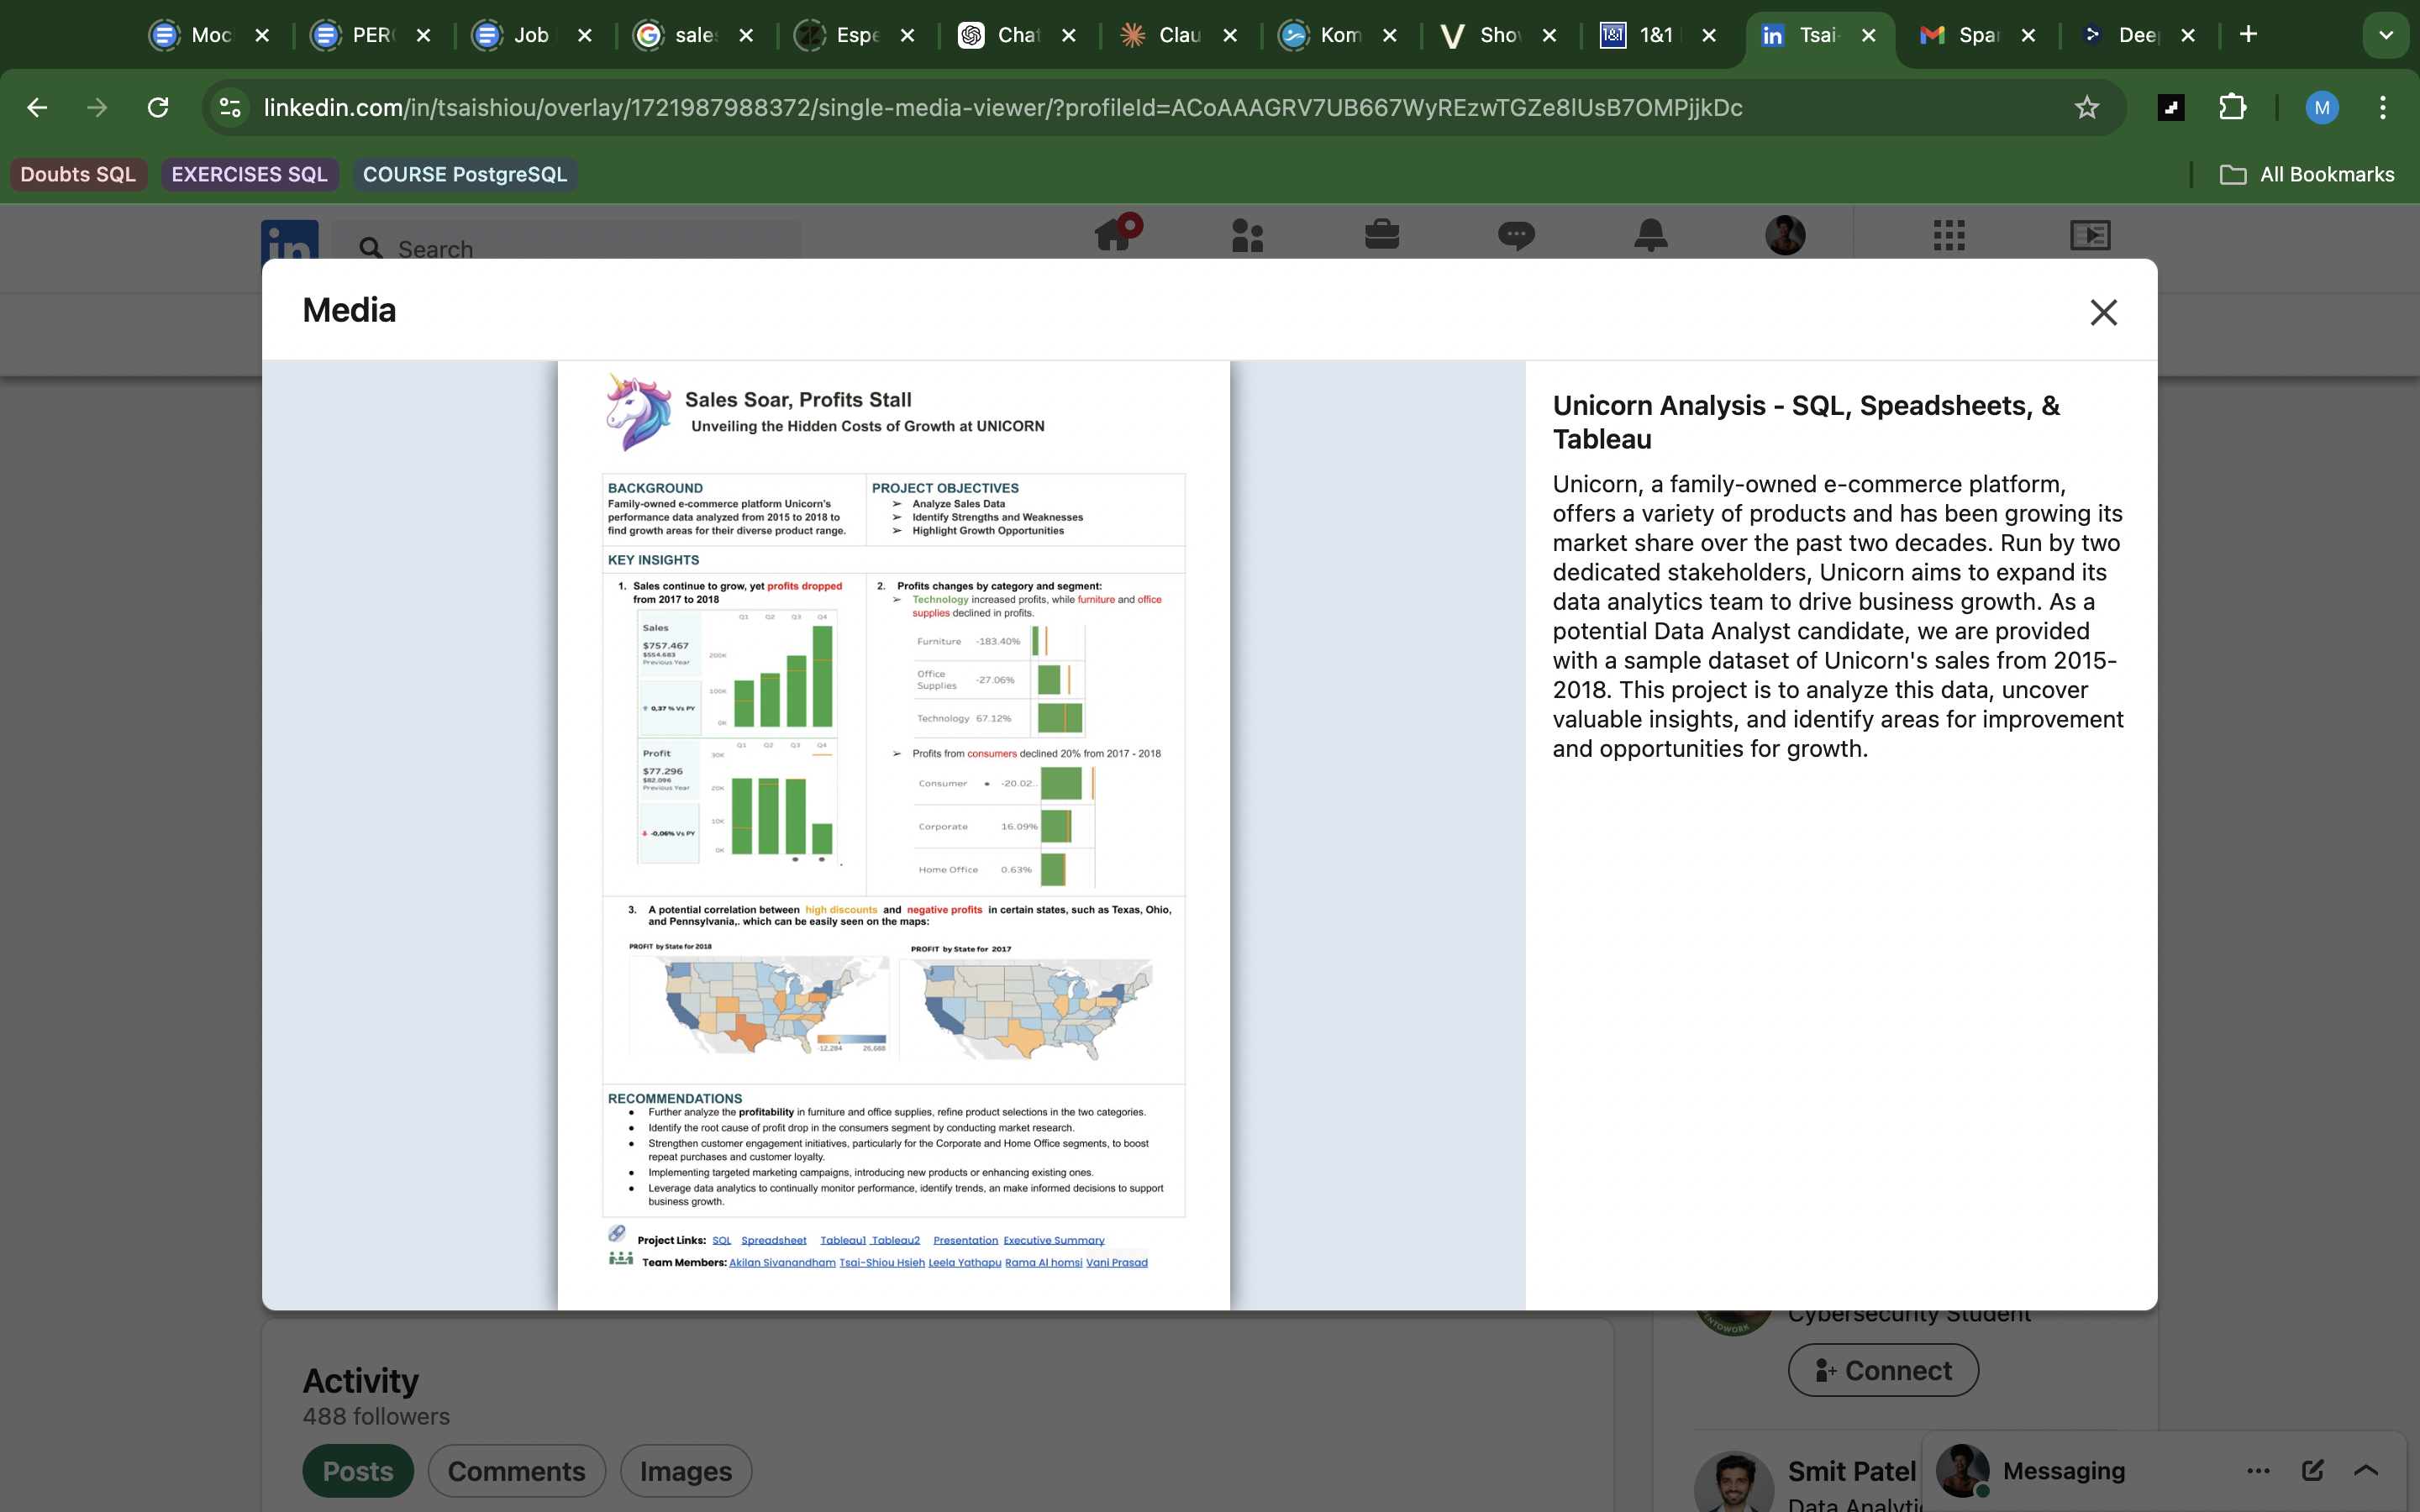 Moc
PER
Job
sales
Espe
Chat
Clau
Kom
V Sho
1&1 1&1
in Tsai-
Spar
Dee
linkedin.com/in/tsaishiou/overlay/1721987988372/single-media-viewer/?profileId=ACoAAAGRV7UB667WyREzwTGZe8lUsB7OMPjjkDc
M
Doubts SQL
EXERCISES SQL
COURSE PostgreSQL
All Bookmarks
in
Search
Media
Sales Soar, Profits Stall
Unveiling the Hidden Costs of Growth at UNICORN
BACKGROUND
Family-owned e-commerce platform Unicorn's
performance data analyzed from 2015 to 2018 to
find growth areas for their diverse product range.
PROJECT OBJECTIVES
➢ Analyze Sales Data
➢ Identify Strengths and Weaknesses
➢ Highlight Growth Opportunities
KEY INSIGHTS
1. Sales continue to grow, yet profits dropped
from 2017 to 2018
Sales
$757.467
$554.683
Previous Year
0,37 % Vs PY
Q1 Q2 Q3 Q4
200K
100K
0K
Profit
$77.296
$82.096
Previous Year
-0,06% Vs PY
Q1 Q2 Q3 Q4
30K
20K
10K
0K
2. Profits changes by category and segment:
➢ Technology increased profits, while furniture and office
supplies declined in profits.
Furniture -183.40%
Office
Supplies -27.06%
Technology 67.12%
➢ Profits from consumers declined 20% from 2017 - 2018
Consumer • -20.02..
Corporate 16.09%
Home Office 0.63%
3. A potential correlation between high discounts and negative profits in certain states, such as Texas, Ohio,
and Pennsylvania,. which can be easily seen on the maps:
PROFIT by State for 2018
-12,284 26,688
PROFIT by State for 2017
RECOMMENDATIONS
• Further analyze the profitability in furniture and office supplies, refine product selections in the two categories.
• Identify the root cause of profit drop in the consumers segment by conducting market research.
• Strengthen customer engagement initiatives, particularly for the Corporate and Home Office segments, to boost
repeat purchases and customer loyalty.
• Implementing targeted marketing campaigns, introducing new products or enhancing existing ones.
• Leverage data analytics to continually monitor performance, identify trends, an make informed decisions to support
business growth.
Project Links: SQL Spreadsheet Tableau1 Tableau2 Presentation Executive Summary
Team Members: Akilan Sivanandham Tsai-Shiou Hsieh Leela Yathapu Rama Al homsi Vani Prasad
Unicorn Analysis - SQL, Speadsheets, &
Tableau
Unicorn, a family-owned e-commerce platform,
offers a variety of products and has been growing its
market share over the past two decades. Run by two
dedicated stakeholders, Unicorn aims to expand its
data analytics team to drive business growth. As a
potential Data Analyst candidate, we are provided
with a sample dataset of Unicorn's sales from 2015-
2018. This project is to analyze this data, uncover
valuable insights, and identify areas for improvement
and opportunities for growth.
Activity
488 followers
Posts
Comments
Images
Cybersecurity Student
Connect
Smit Patel
Data Analyti
Messaging